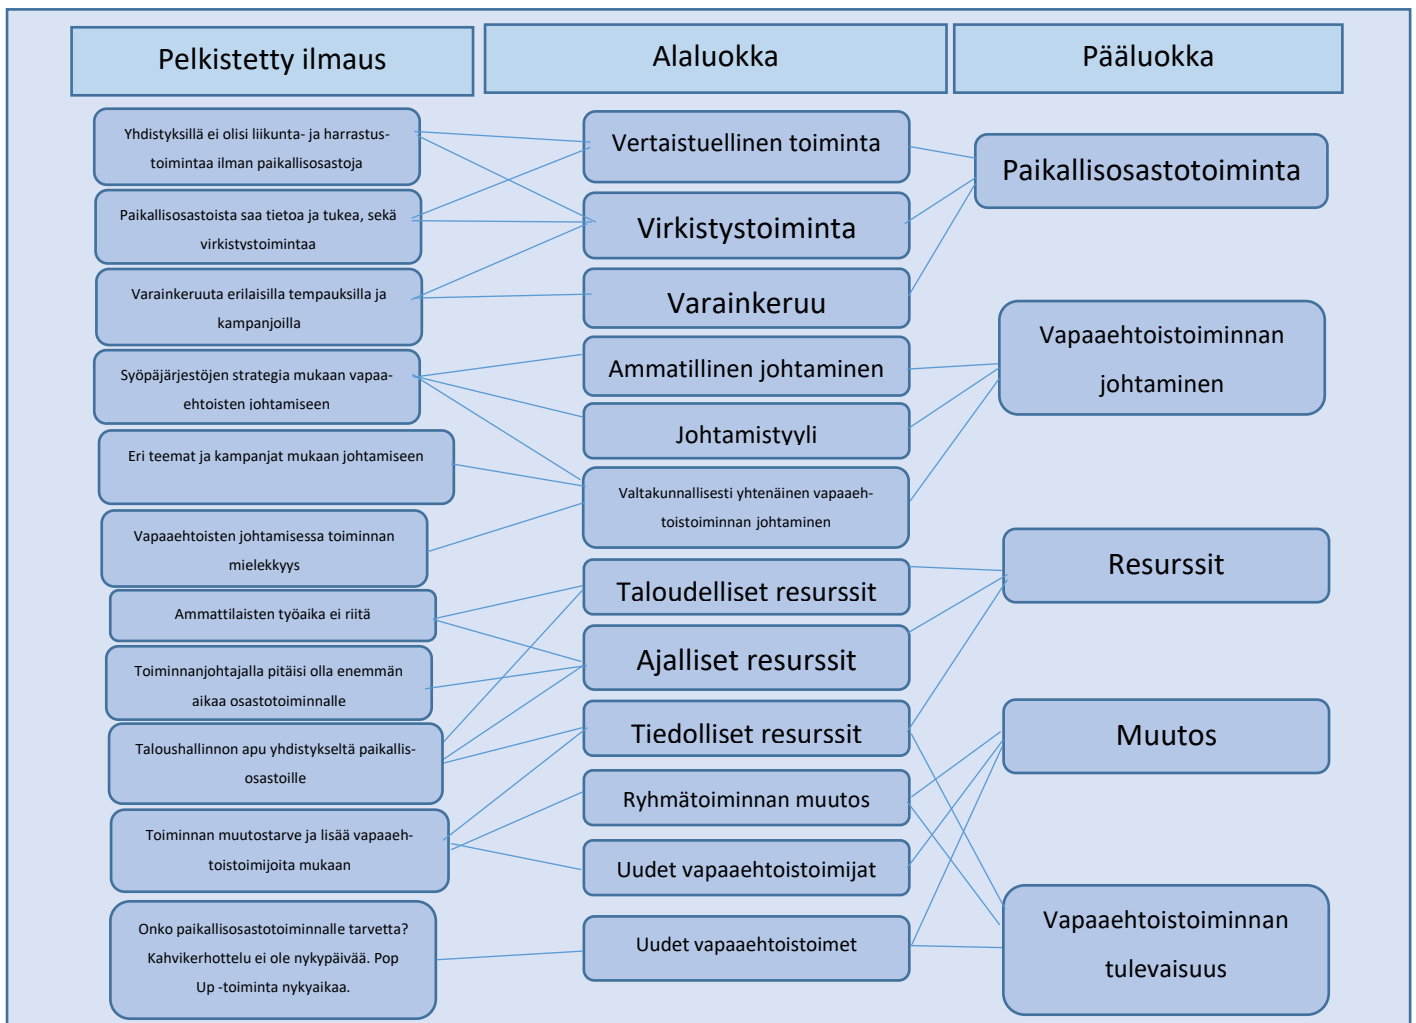 Pelkistetty ilmaus
Alaluokka
Pääluokka
Yhdistyksillä ei olisi liikunta- ja harrastus-
toimintaa ilman paikallisosastoja
Paikallisosastoista saa tietoa ja tukea, sekä
virkistystoimintaa
Varainkeruuta erilaisilla tempauksilla ja
kampanjoilla
Syöpäjärjestöjen strategia mukaan vapaa-
ehtoisten johtamiseen
Eri teemat ja kampanjat mukaan johtamiseen
Vapaaehtoisten johtamisessa toiminnan
mielekkyys
Ammattilaisten työaika ei riitä
Toiminnanjohtajalla pitäisi olla enemmän
aikaa osastotoiminnalle
Taloushallinnon apu yhdistykseltä paikallis-
osastoille
Toiminnan muutostarve ja lisää vapaaeh-
toistoimijoita mukaan
Onko paikallisosastotoiminnalle tarvetta?
Kahvikerhottelu ei ole nykypäivää. Pop
Up -toiminta nykyaikaa.
Vertaistuellinen toiminta
Virkistystoiminta
Varainkeruu
Ammatillinen johtaminen
Johtamistyyli
Valtakunnallisesti yhtenäinen vapaaeh-
toistoiminnan johtaminen
Taloudelliset resurssit
Ajalliset resurssit
Tiedolliset resurssit
Ryhmätoiminnan muutos
Uudet vapaaehtoistoimijat
Uudet vapaaehtoistoimet
Paikallisosastotoiminta
Vapaaehtoistoiminnan
johtaminen
Resurssit
Muutos
Vapaaehtoistoiminnan
tulevaisuus